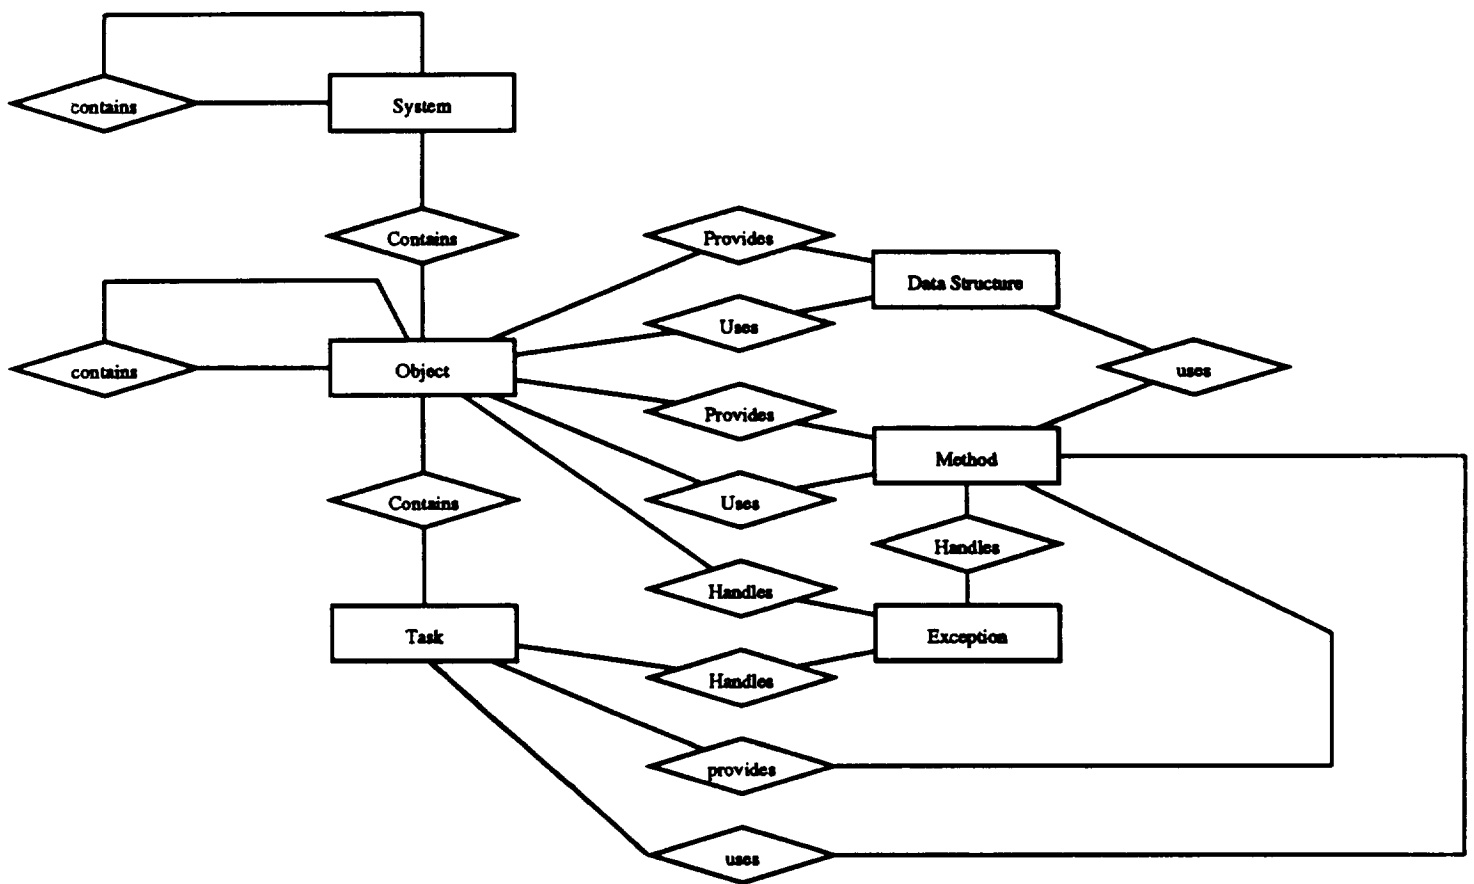 contains
System
Contains
Provides
Data Structure
Uses
contains
Object
uses
Provides
Method
Contains
Uses
Handles
Handles
Task
Exception
Handles
provides
uses